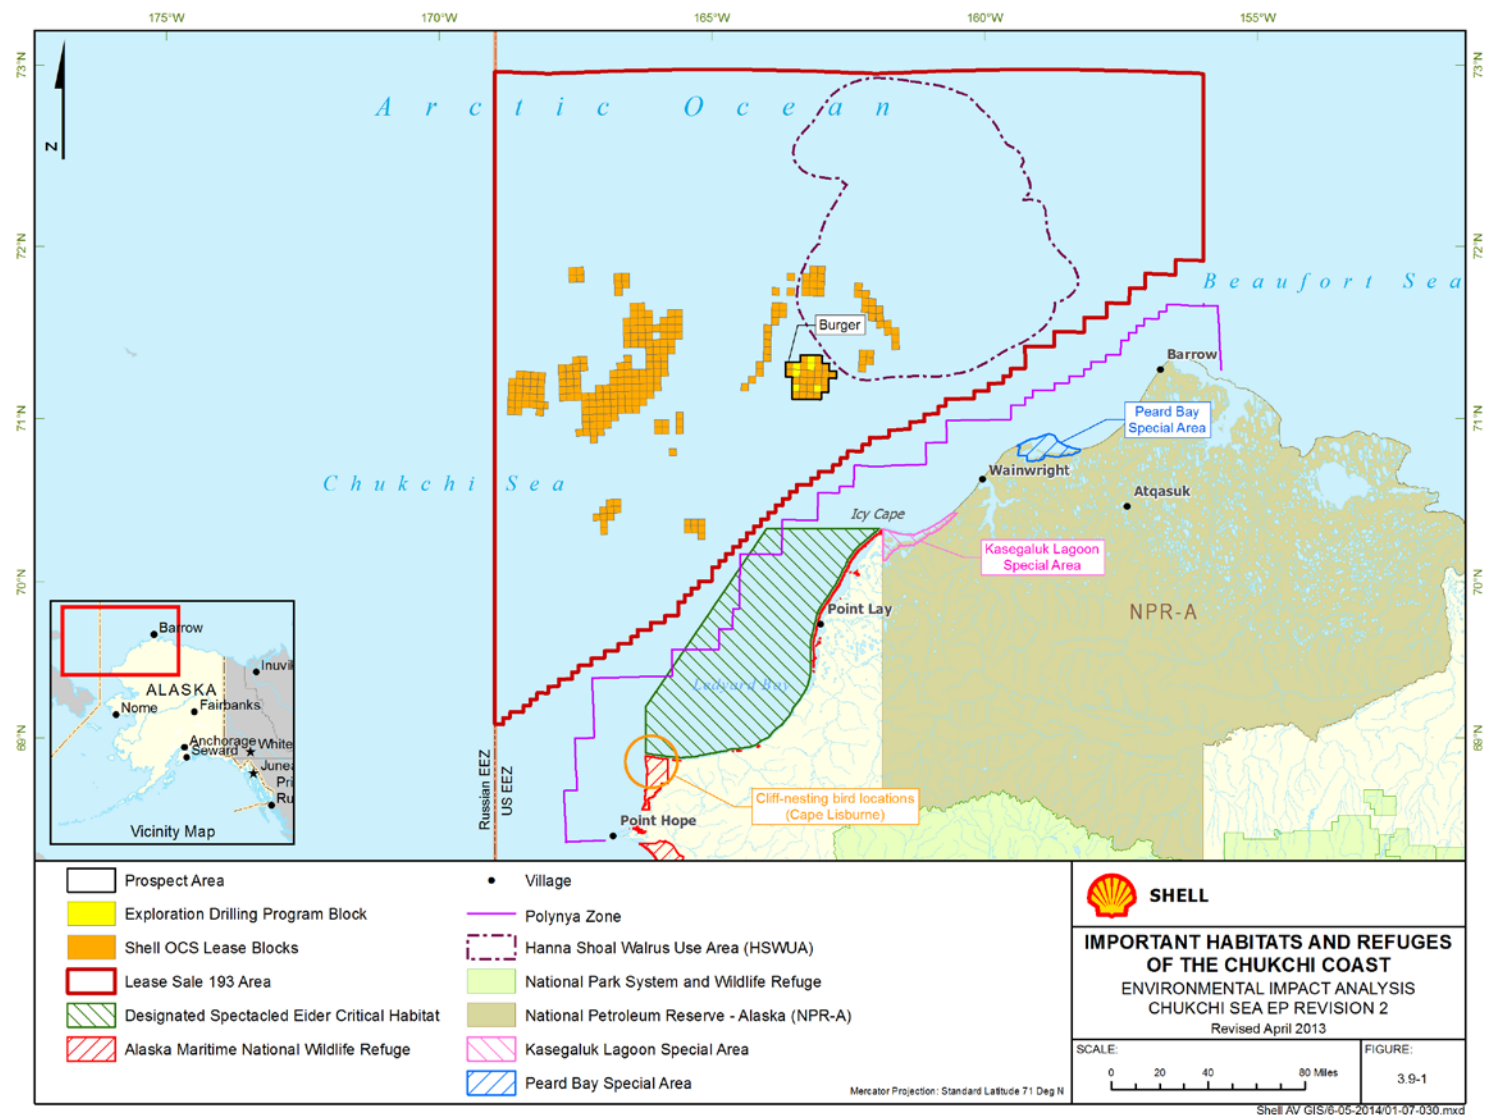 175°W
170°W
165°W
160°W
155°W
73°N
73°N
N
Arctic Ocean
72°N
72°N
Beaufort Sea
Burger
Barrow
71°N
71°N
Peard Bay
Special Area
Wainwright
Chukchi Sea
Atqasuk
Icy Cape
Kasegaluk Lagoon
Special Area
70°N
70°N
Point Lay
NPR-A
Ledyard Bay
69°N
69°N
Russian EEZ
US EEZ
Cliff-nesting bird locations
(Cape Lisburne)
Point Hope
Barrow
Inuvik
ALASKA
Nome
Fairbanks
Anchorage
White
Seward
June
Pri
Ru
Vicinity Map
Prospect Area
Exploration Drilling Program Block
Shell OCS Lease Blocks
Lease Sale 193 Area
Designated Spectacled Eider Critical Habitat
Alaska Maritime National Wildlife Refuge
Village
Polynya Zone
Hanna Shoal Walrus Use Area (HSWUA)
National Park System and Wildlife Refuge
National Petroleum Reserve - Alaska (NPR-A)
Kasegaluk Lagoon Special Area
Peard Bay Special Area
Mercator Projection: Standard Latitude 71 Deg N
SHELL
IMPORTANT HABITATS AND REFUGES
OF THE CHUKCHI COAST
ENVIRONMENTAL IMPACT ANALYSIS
CHUKCHI SEA EP REVISION 2
Revised April 2013
SCALE:
0 20 40 80 Miles
FIGURE:
3.9-1
Shell AV GIS/6-05-2014/01-07-030.mxd